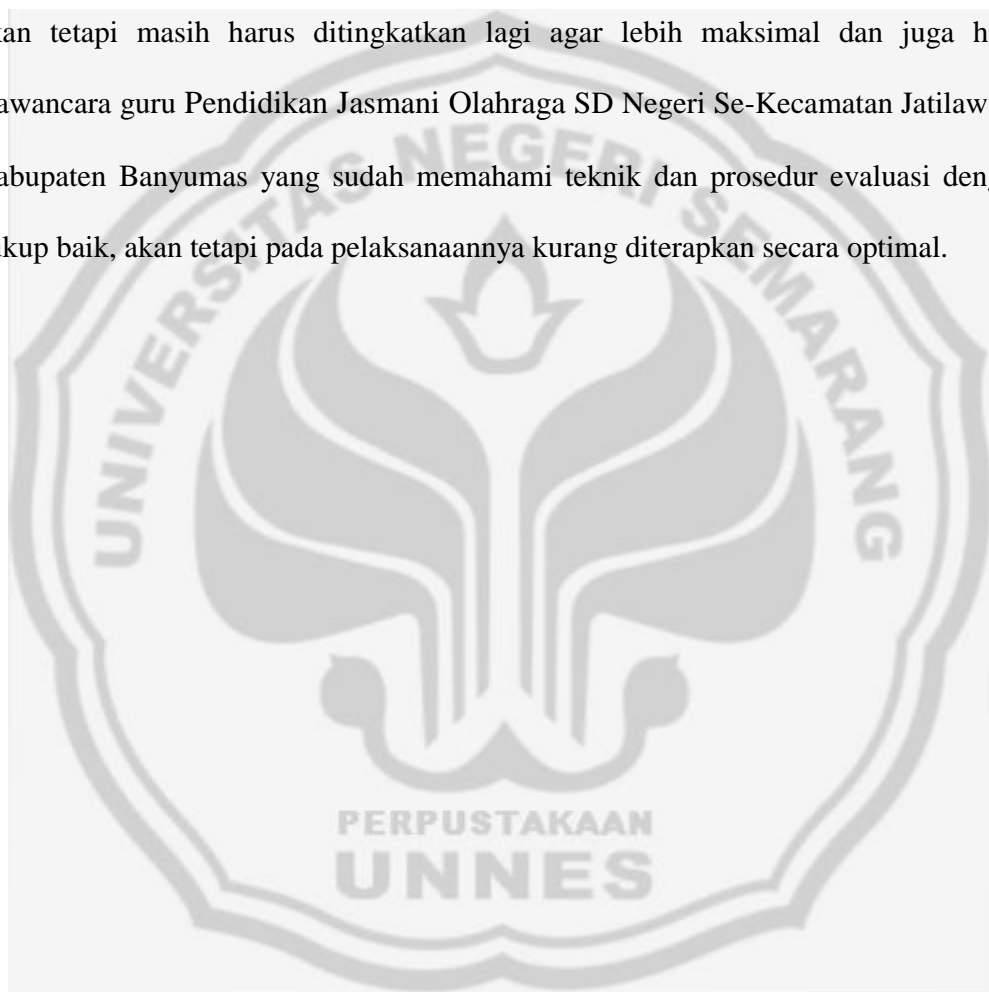 kan tetapi masih harus ditingkatkan lagi agar lebih maksimal dan juga h
awancara guru Pendidikan Jasmani Olahraga SD Negeri Se-Kecamatan Jatilaw
abupaten Banyumas yang sudah memahami teknik dan prosedur evaluasi deng
ukup baik, akan tetapi pada pelaksanaannya kurang diterapkan secara optimal.
UNIVERSITAS NEGERI SEMARANG
PERPUSTAKAAN
UNNES